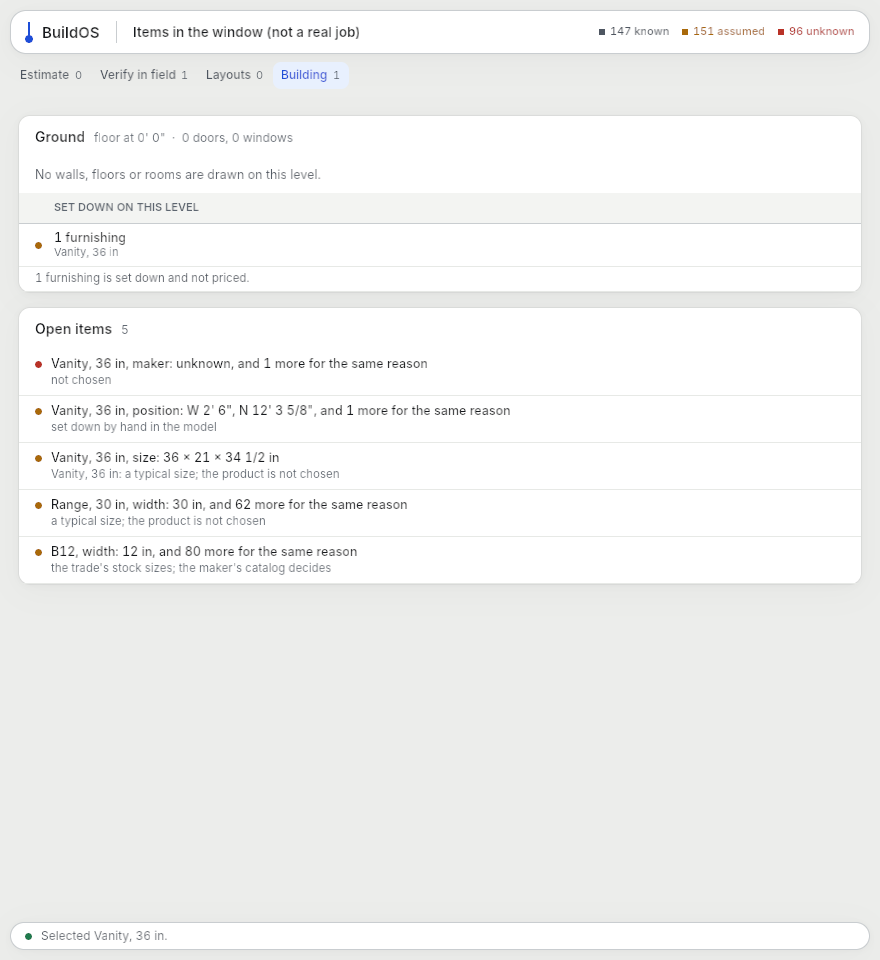 BuildOS
Items in the window (not a real job)
147 known
151 assumed
96 unknown
Estimate 0
Verify in field 1
Layouts 0
Building 1
Ground floor at 0' 0" · 0 doors, 0 windows
No walls, floors or rooms are drawn on this level.
SET DOWN ON THIS LEVEL
1 furnishing
Vanity, 36 in
1 furnishing is set down and not priced.
Open items 5
Vanity, 36 in, maker: unknown, and 1 more for the same reason
not chosen
Vanity, 36 in, position: W 2' 6", N 12' 3 5/8", and 1 more for the same reason
set down by hand in the model
Vanity, 36 in, size: 36 × 21 × 34 1/2 in
Vanity, 36 in: a typical size; the product is not chosen
Range, 30 in, width: 30 in, and 62 more for the same reason
a typical size; the product is not chosen
B12, width: 12 in, and 80 more for the same reason
the trade's stock sizes; the maker's catalog decides
Selected Vanity, 36 in.